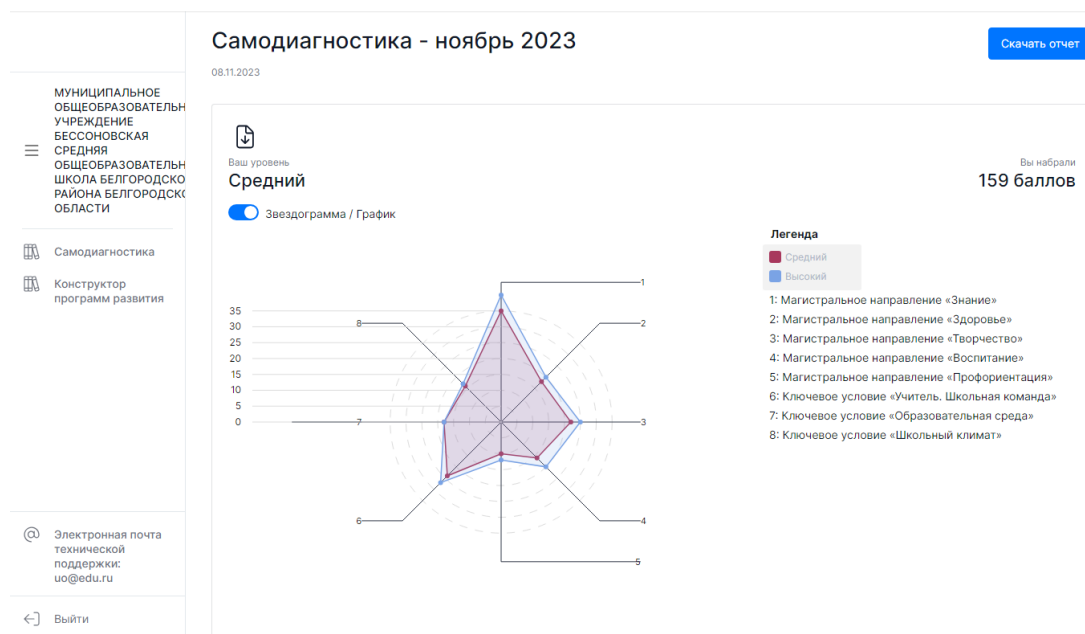 Самодиагностика - ноябрь 2023
Скачать отчет
08.11.2023
МУНИЦИПАЛЬНОЕ
ОБЩЕОБРАЗОВАТЕЛЬН
УЧРЕЖДЕНИЕ
БЕССОНОВСКАЯ
СРЕДНЯЯ
ОБЩЕОБРАЗОВАТЕЛЬН
ШКОЛА БЕЛГОРОДСКО
РАЙОНА БЕЛГОРОДСКО
ОБЛАСТИ
Самодиагностика
Конструктор
программ развития
Электронная почта
технической
поддержки:
uo@edu.ru
Выйти
Ваш уровень
Средний
Вы набрали
159 баллов
Звездограмма / График
35
30
25
20
15
10
5
0
1
2
3
4
5
6
7
8
Легенда
Средний
Высокий
1: Магистральное направление «Знание»
2: Магистральное направление «Здоровье»
3: Магистральное направление «Творчество»
4: Магистральное направление «Воспитание»
5: Магистральное направление «Профориентация»
6: Ключевое условие «Учитель. Школьная команда»
7: Ключевое условие «Образовательная среда»
8: Ключевое условие «Школьный климат»